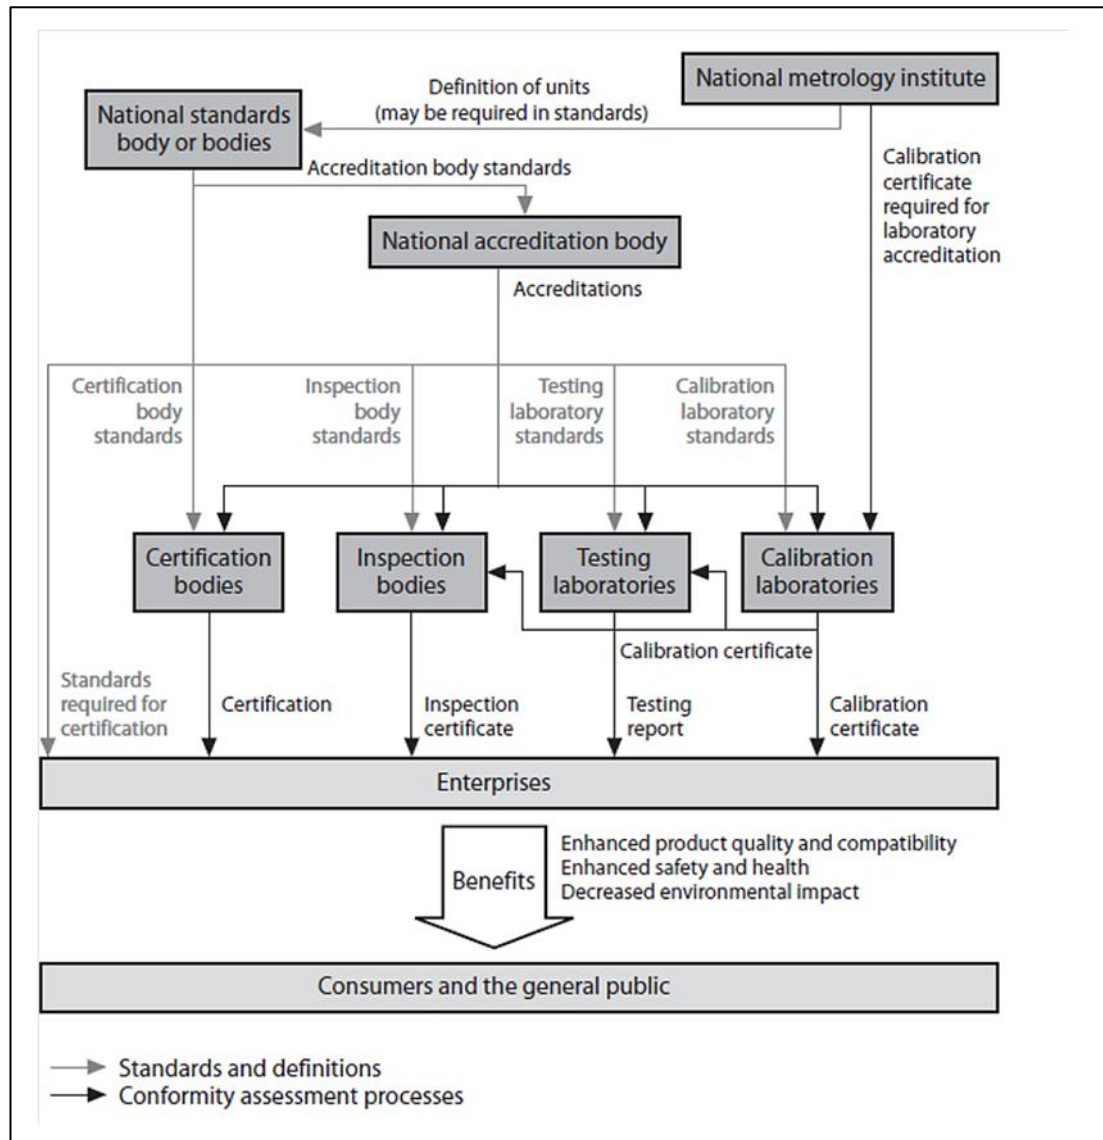 National metrology institute
Definition of units
(may be required in standards)
National standards
body or bodies
Accreditation body standards
Calibration
certificate
required for
laboratory
accreditation
National accreditation body
Accreditations
Certification
body
standards
Inspection
body
standards
Testing
laboratory
standards
Calibration
laboratory
standards
Certification
bodies
Inspection
bodies
Testing
laboratories
Calibration
laboratories
Calibration certificate
Standards
required for
certification
Certification
Inspection
certificate
Testing
report
Calibration
certificate
Enterprises
Benefits
Enhanced product quality and compatibility
Enhanced safety and health
Decreased environmental impact
Consumers and the general public
Standards and definitions
Conformity assessment processes